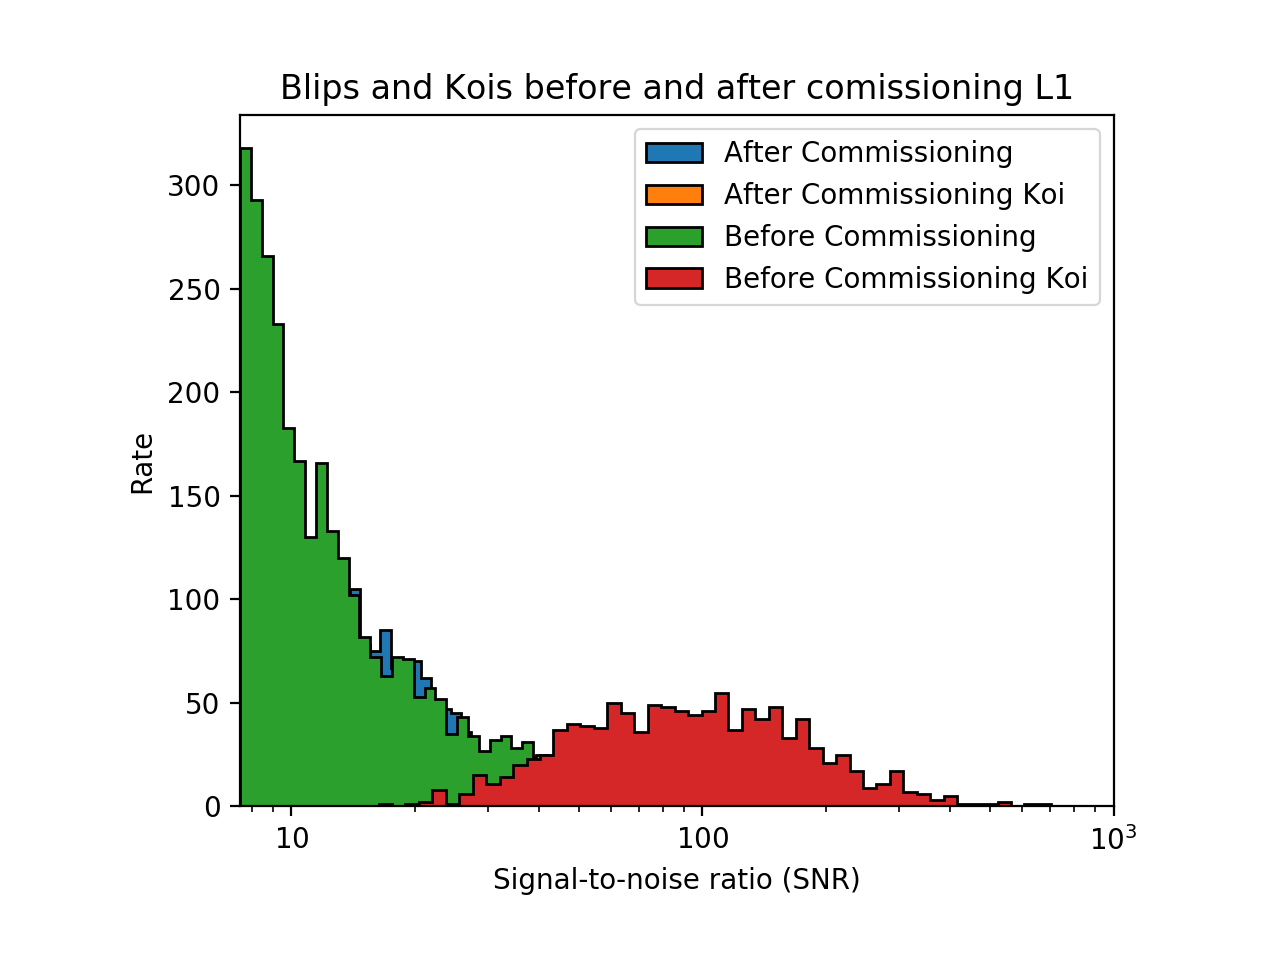 Blips and Kois before and after comissioning L1
After Commissioning
After Commissioning Koi
Before Commissioning
Before Commissioning Koi
300
250
200
150
100
50
0
Rate
10
100
10³
Signal-to-noise ratio (SNR)